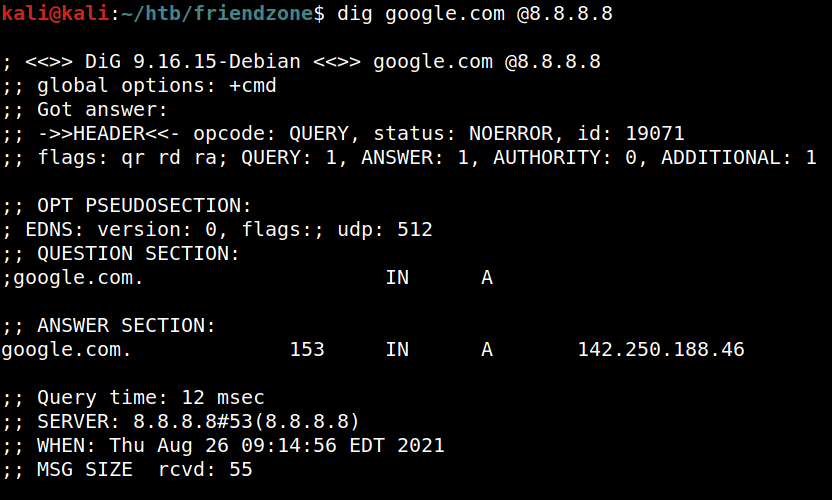 kali@kali:~/htb/friendzone$ dig google.com @8.8.8.8
; <<>> DiG 9.16.15-Debian <<>> google.com @8.8.8.8
;; global options: +cmd
;; Got answer:
;; ->>HEADER<<- opcode: QUERY, status: NOERROR, id: 19071
;; flags: qr rd ra; QUERY: 1, ANSWER: 1, AUTHORITY: 0, ADDITIONAL: 1
;; OPT PSEUDOSECTION:
; EDNS: version: 0, flags:; udp: 512
;; QUESTION SECTION:
;google.com. IN A
;; ANSWER SECTION:
google.com. 153 IN A 142.250.188.46
;; Query time: 12 msec
;; SERVER: 8.8.8.8#53(8.8.8.8)
;; WHEN: Thu Aug 26 09:14:56 EDT 2021
;; MSG SIZE  rcvd: 55